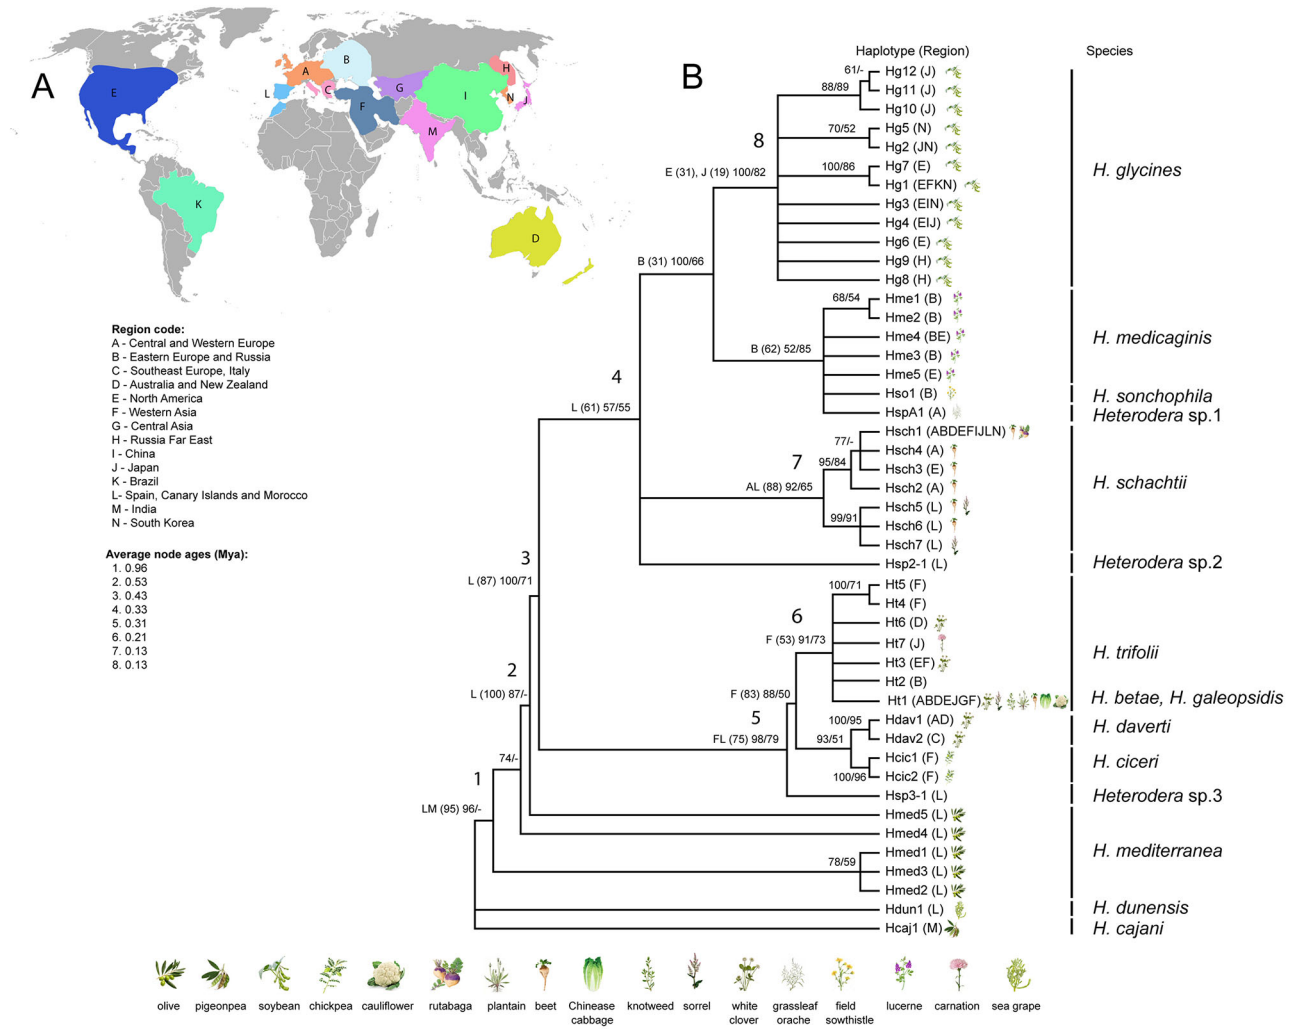 A
B
E
K
L
A
B
C
F
G
I
M
H
N
J
D
Region code:
A - Central and Western Europe
B - Eastern Europe and Russia
C - Southeast Europe, Italy
D - Australia and New Zealand
E - North America
F - Western Asia
G - Central Asia
H - Russia Far East
I - China
J - Japan
K - Brazil
L- Spain, Canary Islands and Morocco
M - India
N - South Korea
Average node ages (Mya):
1. 0.96
2. 0.53
3. 0.43
4. 0.33
5. 0.31
6. 0.21
7. 0.13
8. 0.13
Haplotype (Region)
Species
Hg12 (J)
Hg11 (J)
Hg10 (J)
Hg5 (N)
Hg2 (JN)
Hg7 (E)
Hg1 (EFKN)
Hg3 (EIN)
Hg4 (EIJ)
Hg6 (E)
Hg9 (H)
Hg8 (H)
Hme1 (B)
Hme2 (B)
Hme4 (BE)
Hme3 (B)
Hme5 (E)
Hso1 (B)
HspA1 (A)
Hsch1 (ABDEFIJLN)
Hsch4 (A)
Hsch3 (E)
Hsch2 (A)
Hsch5 (L)
Hsch6 (L)
Hsch7 (L)
Hsp2-1 (L)
Ht5 (F)
Ht4 (F)
Ht6 (D)
Ht7 (J)
Ht3 (EF)
Ht2 (B)
Ht1 (ABDEJGF)
Hdav1 (AD)
Hdav2 (C)
Hcic1 (F)
Hcic2 (F)
Hsp3-1 (L)
Hmed5 (L)
Hmed4 (L)
Hmed1 (L)
Hmed3 (L)
Hmed2 (L)
Hdun1 (L)
Hcaj1 (M)
61/-
88/89
70/52
8
100/86
E (31), J (19) 100/82
B (31) 100/66
68/54
B (62) 52/85
4
L (61) 57/55
77/-
7
95/84
AL (88) 92/65
99/91
3
L (87) 100/71
100/71
6
F (53) 91/73
2
L (100) 87/-
F (83) 88/50
5
100/95
FL (75) 98/79
93/51
74/-
1
100/96
LM (95) 96/-
78/59
H. glycines
H. medicaginis
H. sonchophila
Heterodera sp.1
H. schachtii
Heterodera sp.2
H. trifolii
H. betae, H. galeopsidis
H. daverti
H. ciceri
Heterodera sp.3
H. mediterranea
H. dunensis
H. cajani
olive
pigeonpea
soybean
chickpea
cauliflower
rutabaga
plantain
beet
Chinease
cabbage
knotweed
sorrel
white
clover
grassleaf
orache
field
sowthistle
lucerne
carnation
sea grape